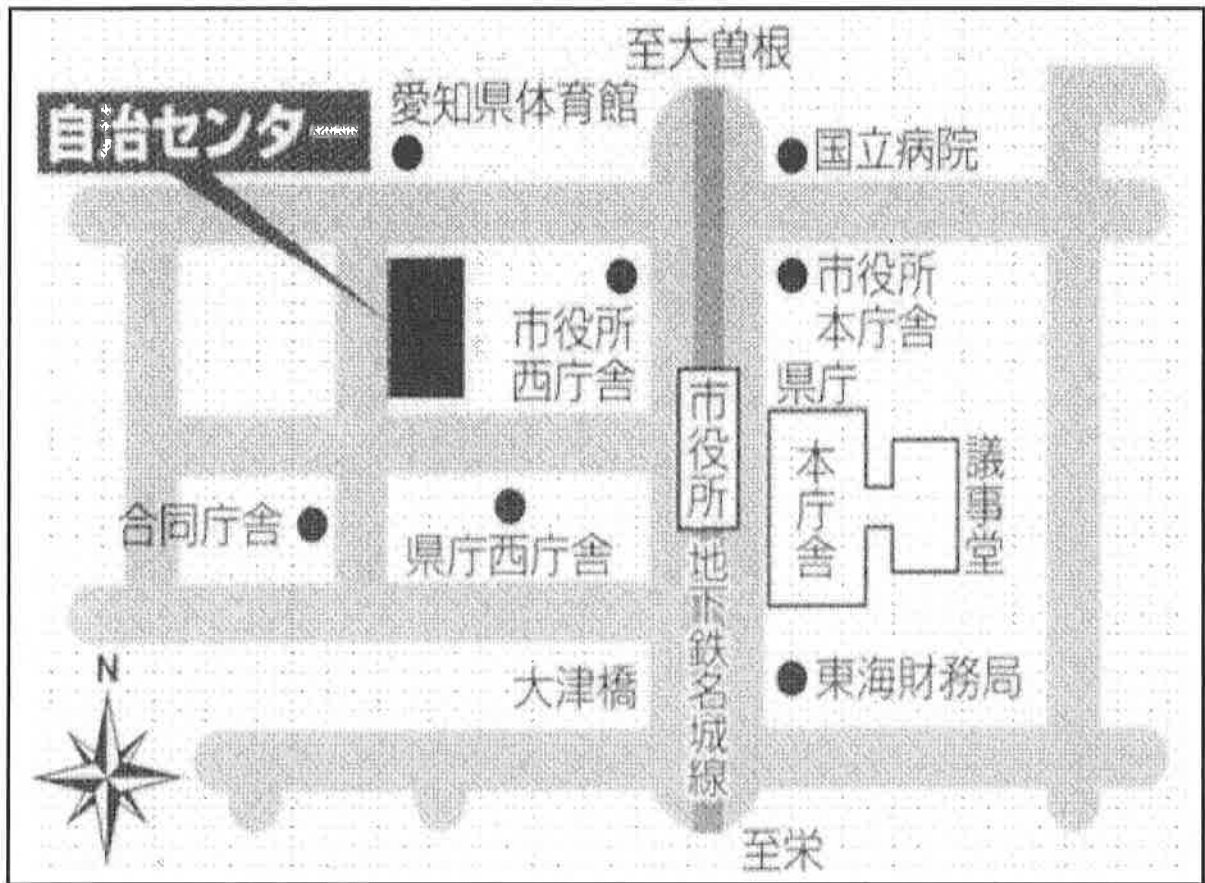 至大曽根
愛知県体育館
自治センター
国立病院
市役所
西庁舎
市役所
本庁舎
県庁
市役所
本庁舎
議事堂
合同庁舎
県庁西庁舎
地下鉄名城線
N
大津橋
東海財務局
至栄